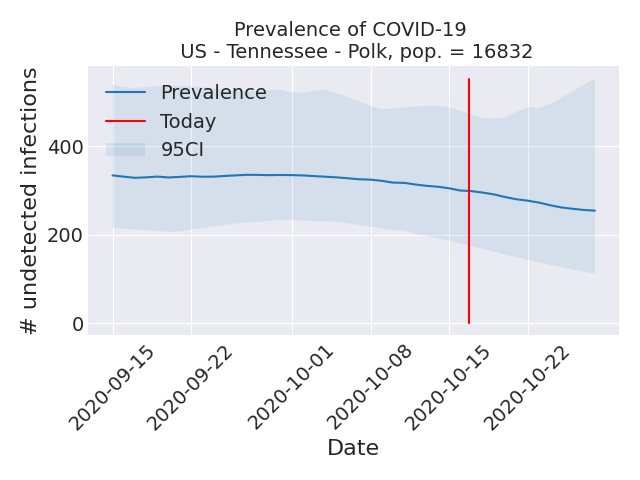 Prevalence of COVID-19
US - Tennessee - Polk, pop. = 16832
# undetected infections
400
200
0
Prevalence
Today
95CI
2020-09-15
2020-09-22
2020-10-01
2020-10-08
2020-10-15
2020-10-22
Date